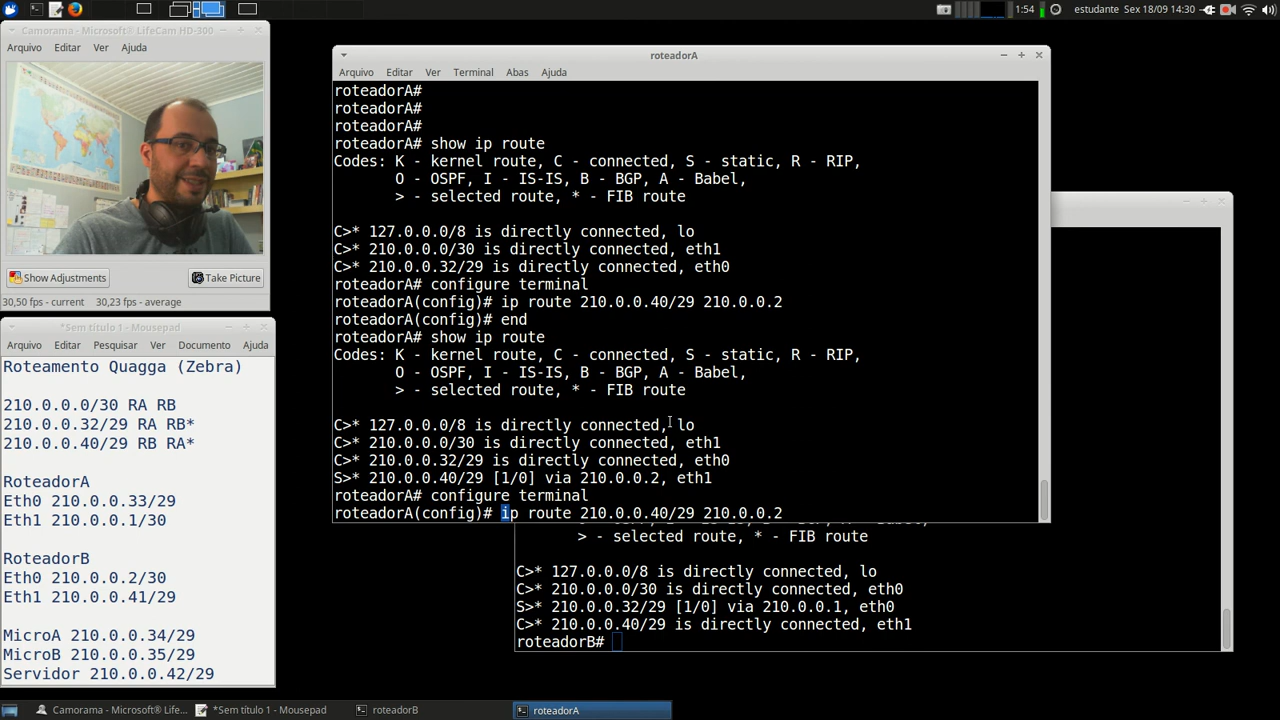 1:54 estudante Sex 18/09 14:30
Camorama - Microsoft® LifeCam HD-300
Arquivo Editar Ver Ajuda
Show Adjustments Take Picture
30,50 fps - current 30,23 fps - average
*Sem título 1 - Mousepad
Arquivo Editar Pesquisar Ver Documento Ajuda
Roteamento Quagga (Zebra)
210.0.0.0/30 RA RB
210.0.0.32/29 RA RB*
210.0.0.40/29 RB RA*
RoteadorA
Eth0 210.0.0.33/29
Eth1 210.0.0.1/30
RoteadorB
Eth0 210.0.0.2/30
Eth1 210.0.0.41/29
MicroA 210.0.0.34/29
MicroB 210.0.0.35/29
Servidor 210.0.0.42/29
roteadorA
Arquivo Editar Ver Terminal Abas Ajuda
roteadorA#
roteadorA#
roteadorA#
roteadorA# show ip route
Codes: K - kernel route, C - connected, S - static, R - RIP,
O - OSPF, I - IS-IS, B - BGP, A - Babel,
> - selected route, * - FIB route
C>* 127.0.0.0/8 is directly connected, lo
C>* 210.0.0.0/30 is directly connected, eth1
C>* 210.0.0.32/29 is directly connected, eth0
roteadorA# configure terminal
roteadorA(config)# ip route 210.0.0.40/29 210.0.0.2
roteadorA(config)# end
roteadorA# show ip route
Codes: K - kernel route, C - connected, S - static, R - RIP,
O - OSPF, I - IS-IS, B - BGP, A - Babel,
> - selected route, * - FIB route
C>* 127.0.0.0/8 is directly connected, lo
C>* 210.0.0.0/30 is directly connected, eth1
C>* 210.0.0.32/29 is directly connected, eth0
S>* 210.0.0.40/29 [1/0] via 210.0.0.2, eth1
roteadorA# configure terminal
roteadorA(config)# ip route 210.0.0.40/29 210.0.0.2
> - selected route, * - FIB route
C>* 127.0.0.0/8 is directly connected, lo
C>* 210.0.0.0/30 is directly connected, eth0
S>* 210.0.0.32/29 [1/0] via 210.0.0.1, eth0
C>* 210.0.0.40/29 is directly connected, eth1
roteadorB#
Camorama - Microsoft® LifeC... *Sem título 1 - Mousepad roteadorB roteadorA